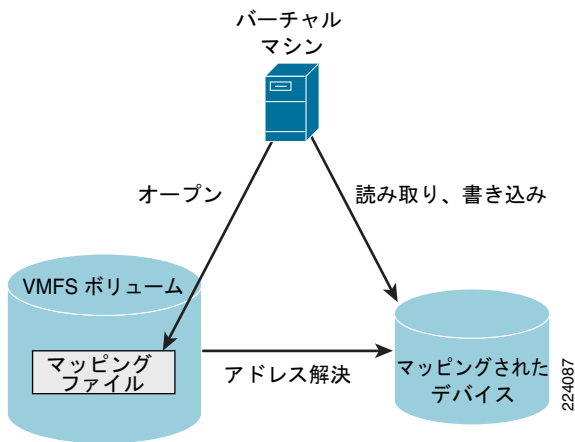 バーチャル
マシン
オープン
読み取り、書き込み
VMFS ボリューム
マッピング
ファイル
アドレス解決
マッピングされた
デバイス
224087